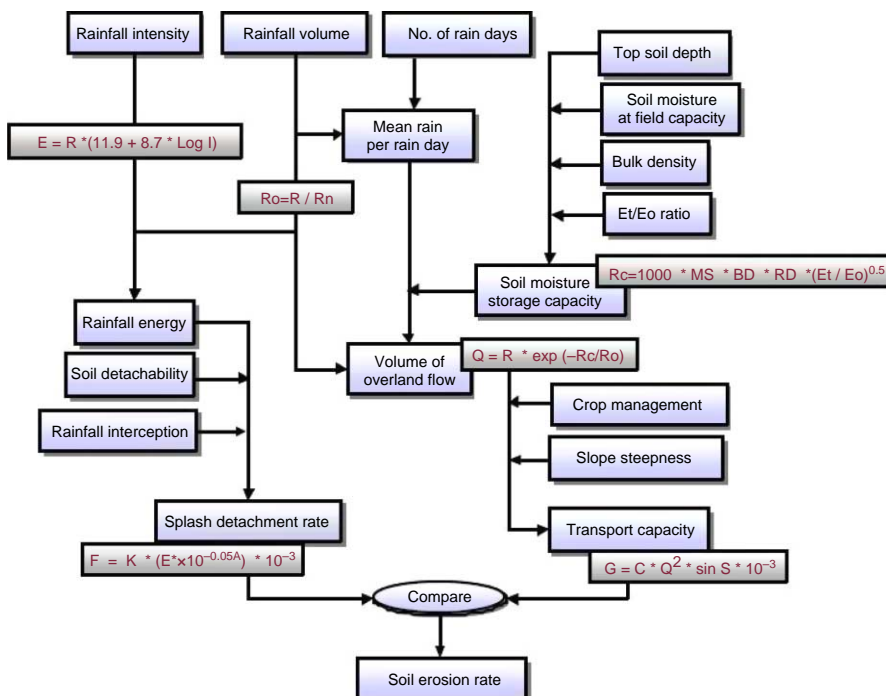 Rainfall intensity
Rainfall volume
No. of rain days
Top soil depth
Soil moisture
at field capacity
Mean rain
per rain day
E = R *(11.9 + 8.7 * Log I)
Bulk density
Ro=R / Rn
Et/Eo ratio
Soil moisture
storage capacity
Rc=1000 * MS * BD * RD *(Et / Eo)^0.5
Rainfall energy
Volume of
overland flow
Q = R * exp (–Rc/Ro)
Soil detachability
Crop management
Rainfall interception
Slope steepness
Splash detachment rate
Transport capacity
F = K * (E*×10^–0.05A) * 10^–3
G = C * Q^2 * sin S * 10^–3
Compare
Soil erosion rate